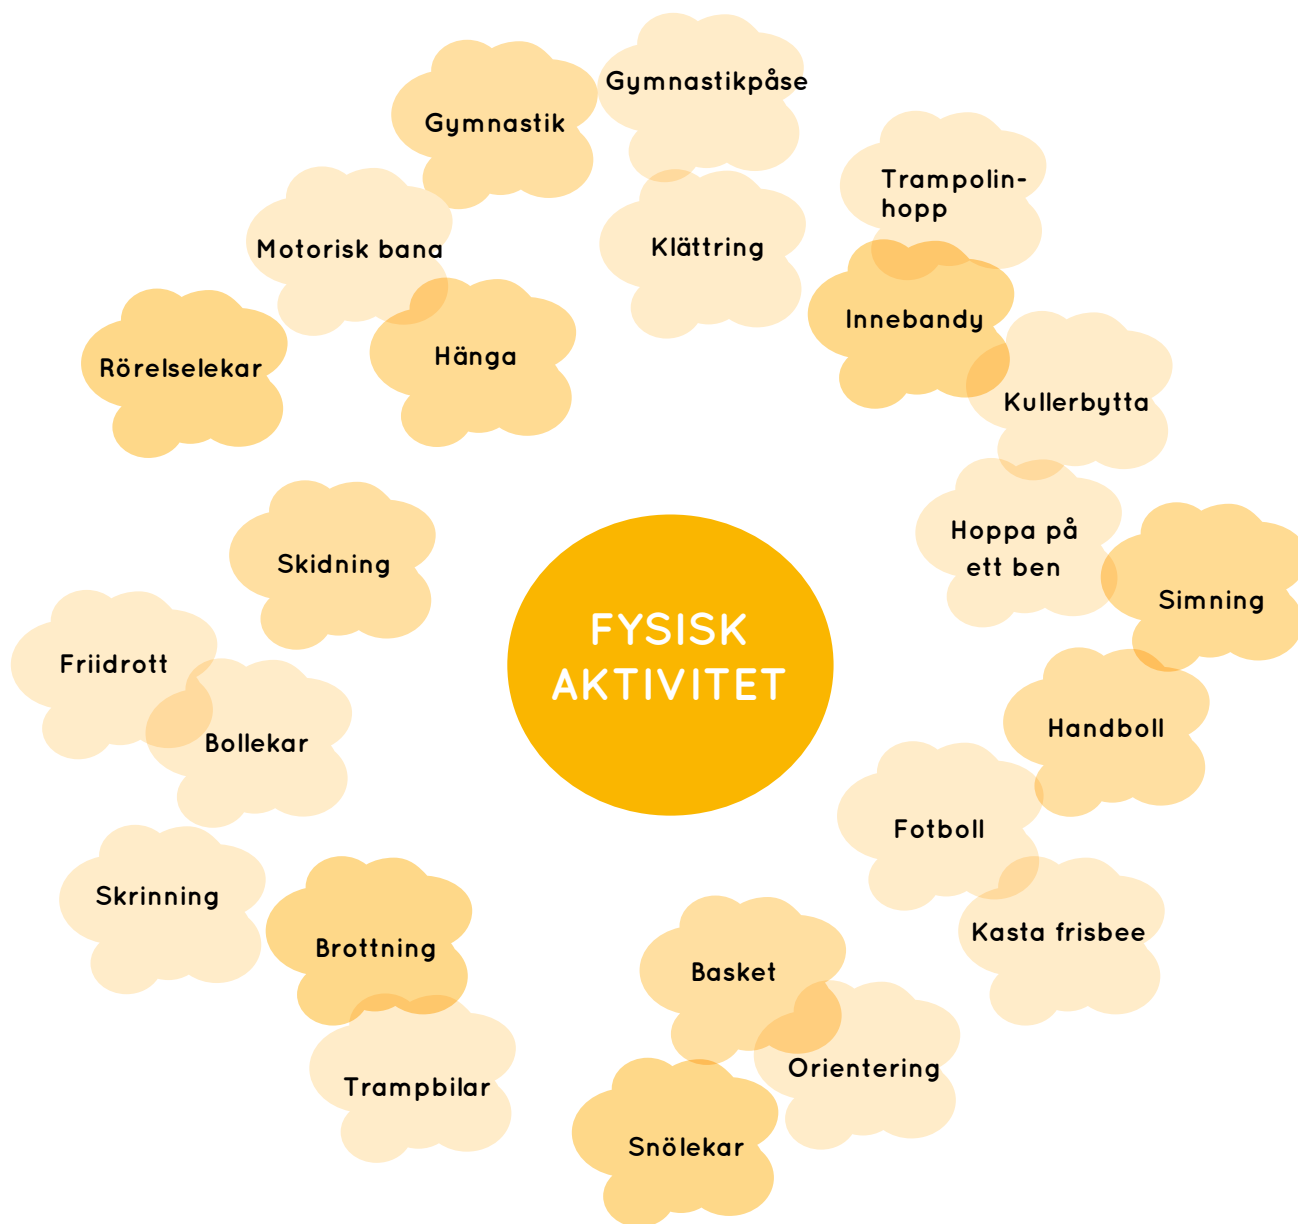 Gymnastikpåse
Gymnastik
Trampolin-
hopp
Motorisk bana
Klättring
Innebandy
Hänga
Rörelselekar
Kullerbytta
Hoppa på
ett ben
Skidning
Simning
FYSISK
AKTIVITET
Friidrott
Bollekar
Handboll
Fotboll
Skrinning
Kasta frisbee
Brottning
Basket
Orientering
Trampbilar
Snölekar